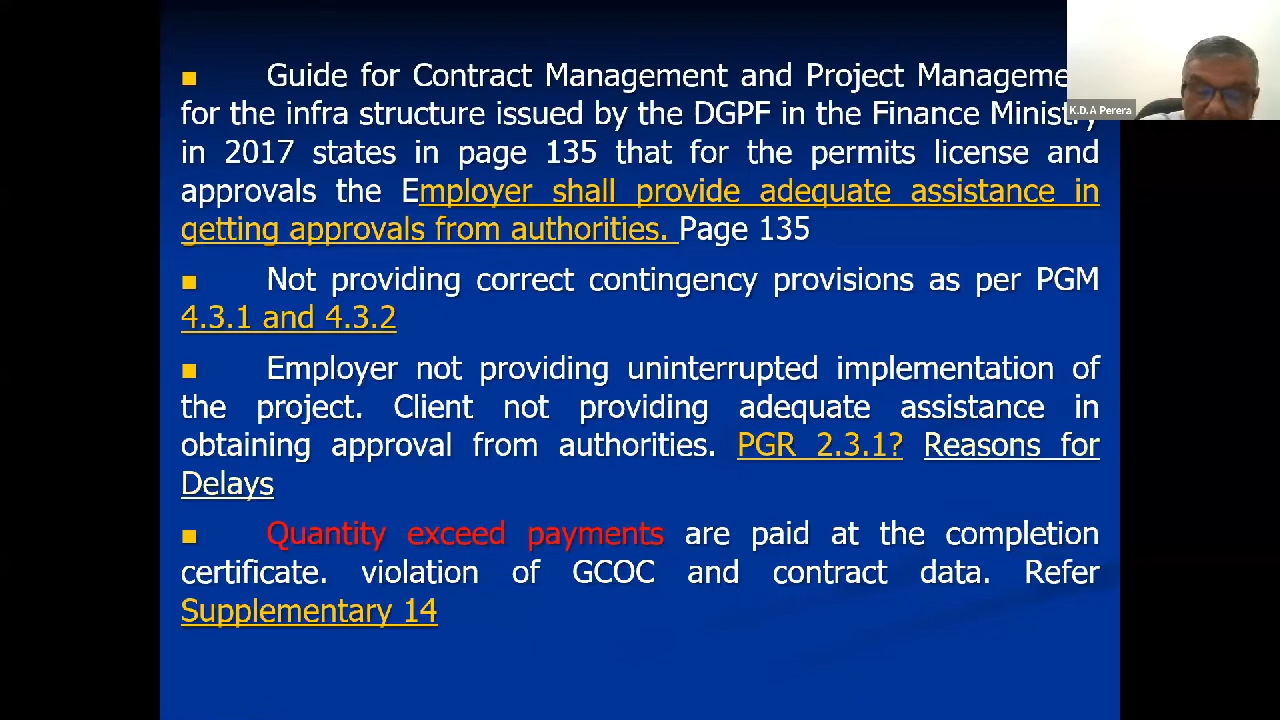 ■ Guide for Contract Management and Project Manageme
for the infra structure issued by the DGPF in the Finance Ministry
in 2017 states in page 135 that for the permits license and
approvals the Employer shall provide adequate assistance in
getting approvals from authorities. Page 135
■ Not providing correct contingency provisions as per PGM
4.3.1 and 4.3.2
■ Employer not providing uninterrupted implementation of
the project. Client not providing adequate assistance in
obtaining approval from authorities. PGR 2.3.1? Reasons for
Delays
■ Quantity exceed payments are paid at the completion
certificate. violation of GCOC and contract data. Refer
Supplementary 14
K.D.A Perera